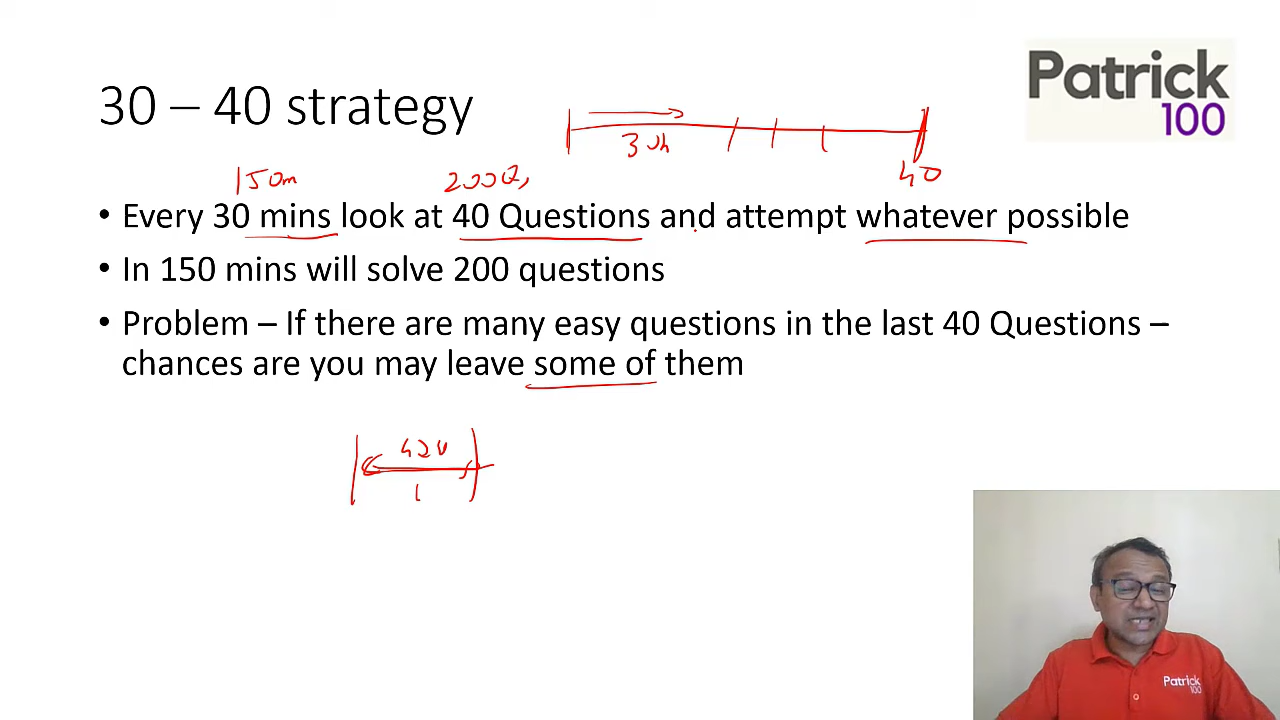 Patrick
100
30 – 40 strategy
40
150m
200Q,
• Every 30 mins look at 40 Questions and attempt whatever possible
• In 150 mins will solve 200 questions
• Problem – If there are many easy questions in the last 40 Questions –
chances are you may leave some of them
Patrick
100